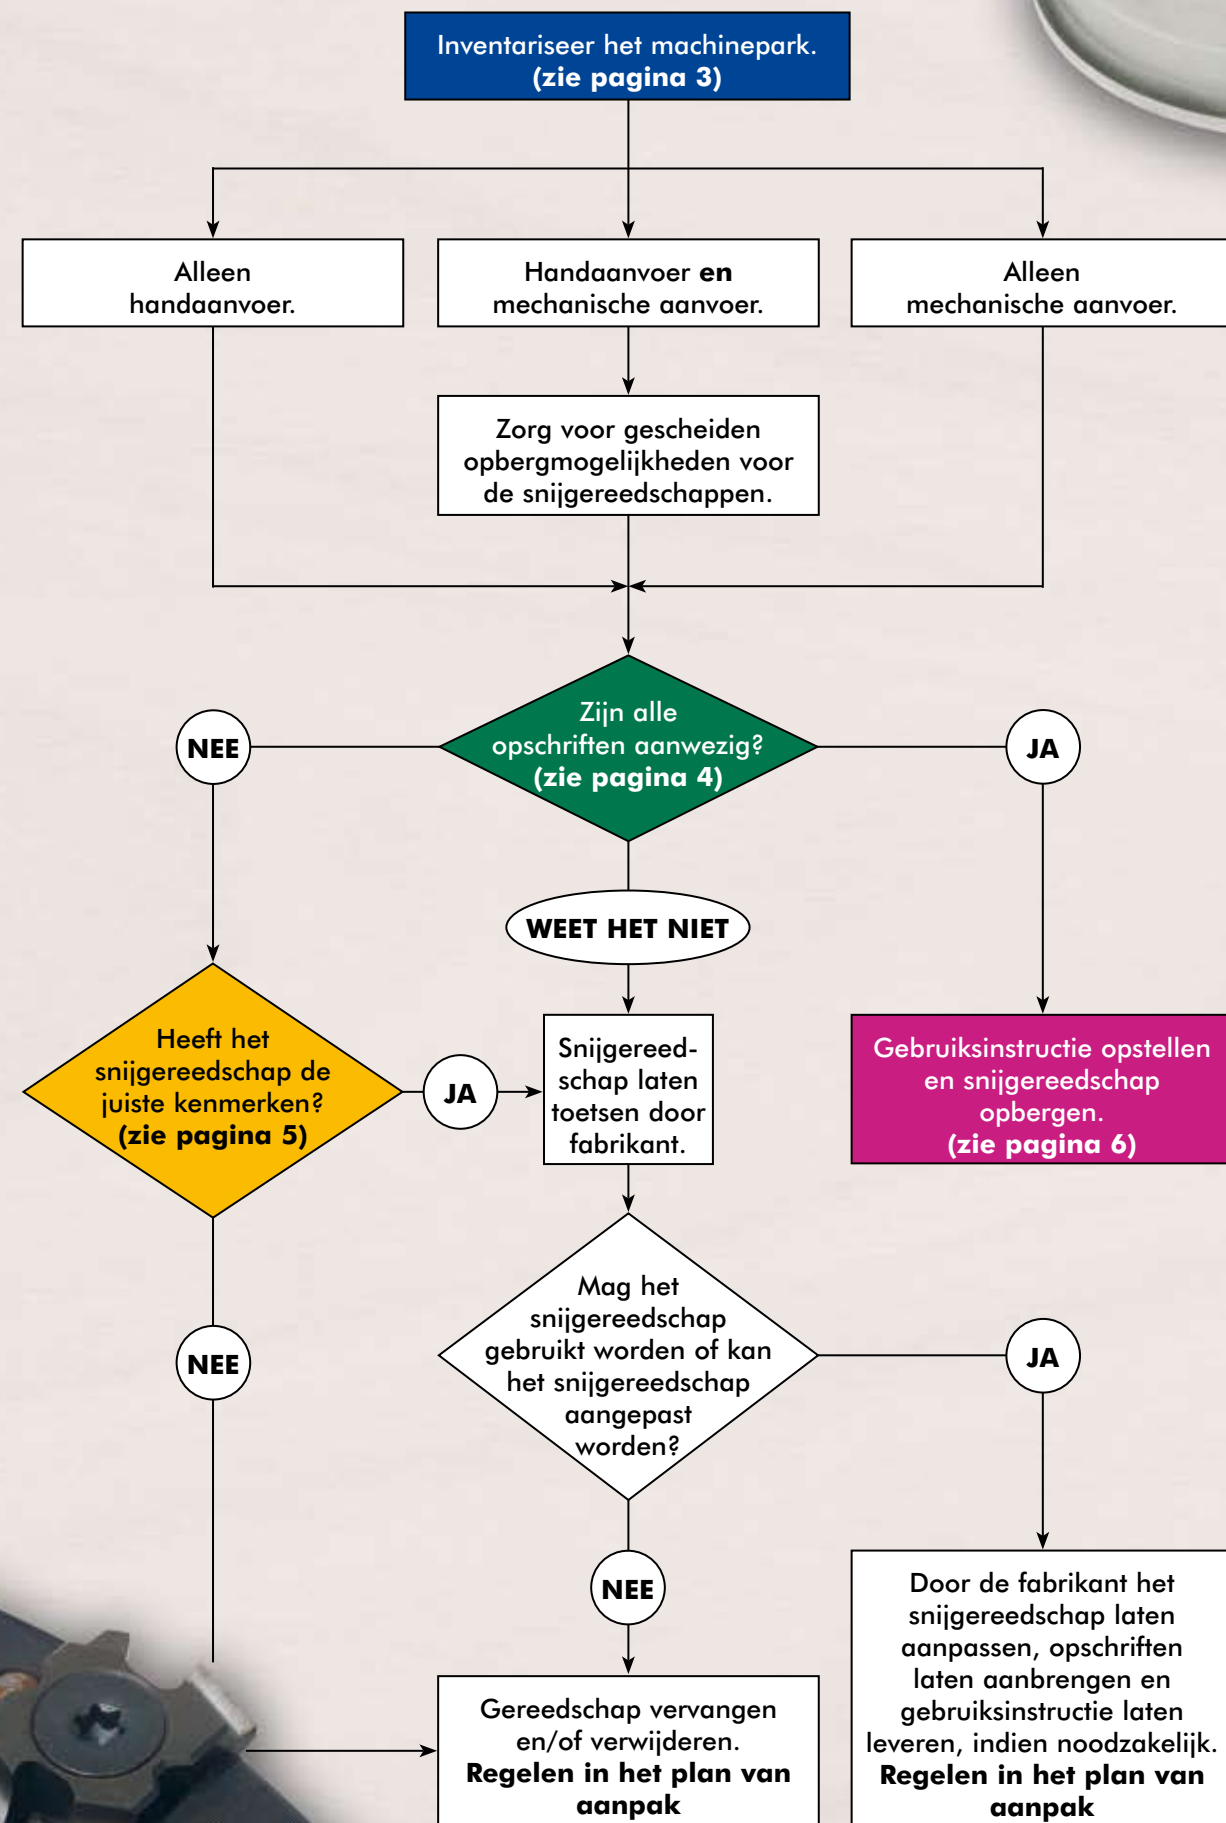 Inventariseer het machinepark.
(zie pagina 3)
Alleen
handaanvoer.
Handaanvoer en
mechanische aanvoer.
Alleen
mechanische aanvoer.
Zorg voor gescheiden
opbergmogelijkheden voor
de snijgereedschappen.
Zijn alle
opschriften aanwezig?
(zie pagina 4)
NEE
JA
WEET HET NIET
Heeft het
snijgereedschap de
juiste kenmerken?
(zie pagina 5)
JA
Snijgereed-
schap laten
toetsen door
fabrikant.
Gebruiksinstructie opstellen
en snijgereedschap
opbergen.
(zie pagina 6)
Mag het
snijgereedschap
gebruikt worden of kan
het snijgereedschap
aangepast
worden?
NEE
JA
NEE
Gereedschap vervangen
en/of verwijderen.
Regelen in het plan van
aanpak
Door de fabrikant het
snijgereedschap laten
aanpassen, opschriften
laten aanbrengen en
gebruiksinstructie laten
leveren, indien noodzakelijk.
Regelen in het plan van
aanpak